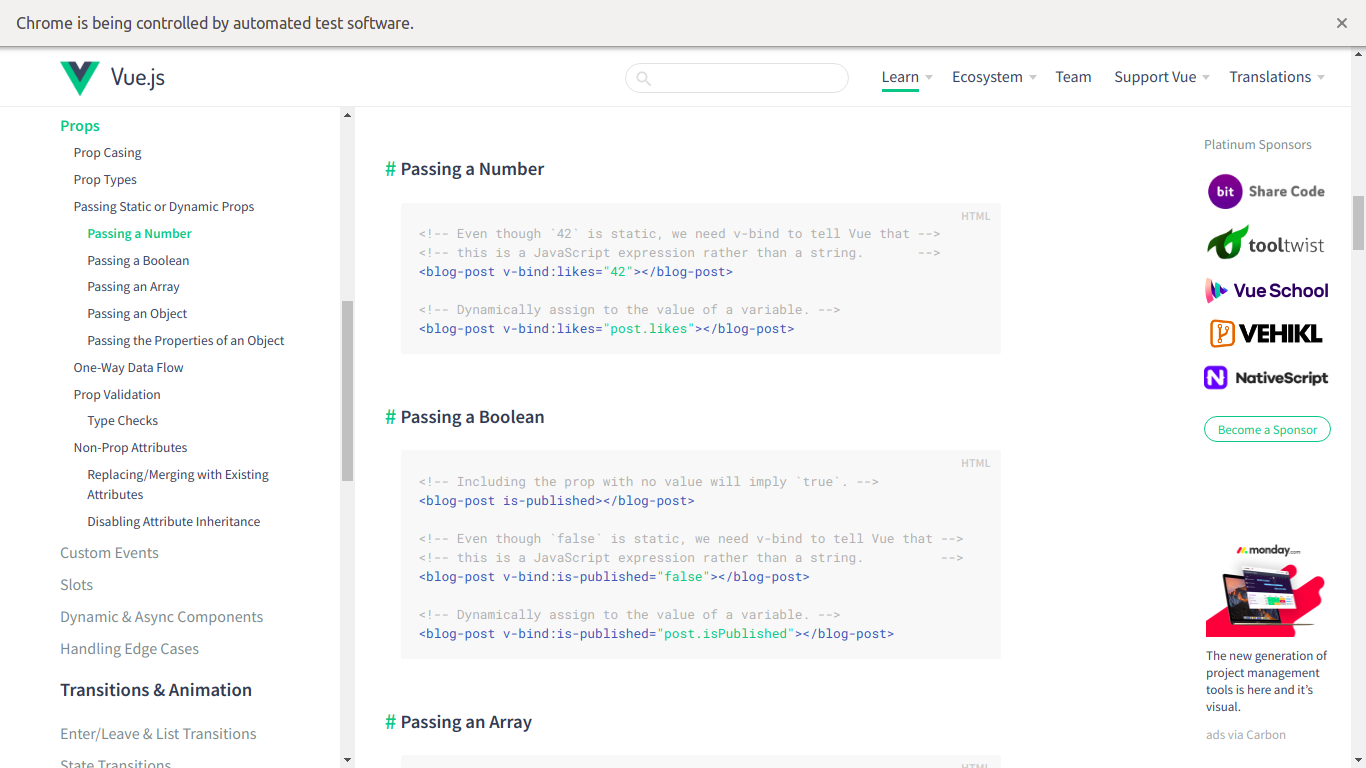 Chrome is being controlled by automated test software.
Vue.js
Learn
Ecosystem
Team
Support Vue
Translations
Props
Prop Casing
Prop Types
Passing Static or Dynamic Props
Passing a Number
Passing a Boolean
Passing an Array
Passing an Object
Passing the Properties of an Object
One-Way Data Flow
Prop Validation
Type Checks
Non-Prop Attributes
Replacing/Merging with Existing
Attributes
Disabling Attribute Inheritance
Custom Events
Slots
Dynamic & Async Components
Handling Edge Cases
Transitions & Animation
Enter/Leave & List Transitions
State Transitions
# Passing a Number
HTML
<!-- Even though `42` is static, we need v-bind to tell Vue that -->
<!-- this is a JavaScript expression rather than a string.       -->
<blog-post v-bind:likes="42"></blog-post>
<!-- Dynamically assign to the value of a variable. -->
<blog-post v-bind:likes="post.likes"></blog-post>
# Passing a Boolean
HTML
<!-- Including the prop with no value will imply `true`. -->
<blog-post is-published></blog-post>
<!-- Even though `false` is static, we need v-bind to tell Vue that -->
<!-- this is a JavaScript expression rather than a string.          -->
<blog-post v-bind:is-published="false"></blog-post>
<!-- Dynamically assign to the value of a variable. -->
<blog-post v-bind:is-published="post.isPublished"></blog-post>
# Passing an Array
HTML
Platinum Sponsors
bit Share Code
tooltwist
Vue School
VEHIKL
NativeScript
Become a Sponsor
monday.com
The new generation of
project management
tools is here and it's
visual.
ads via Carbon